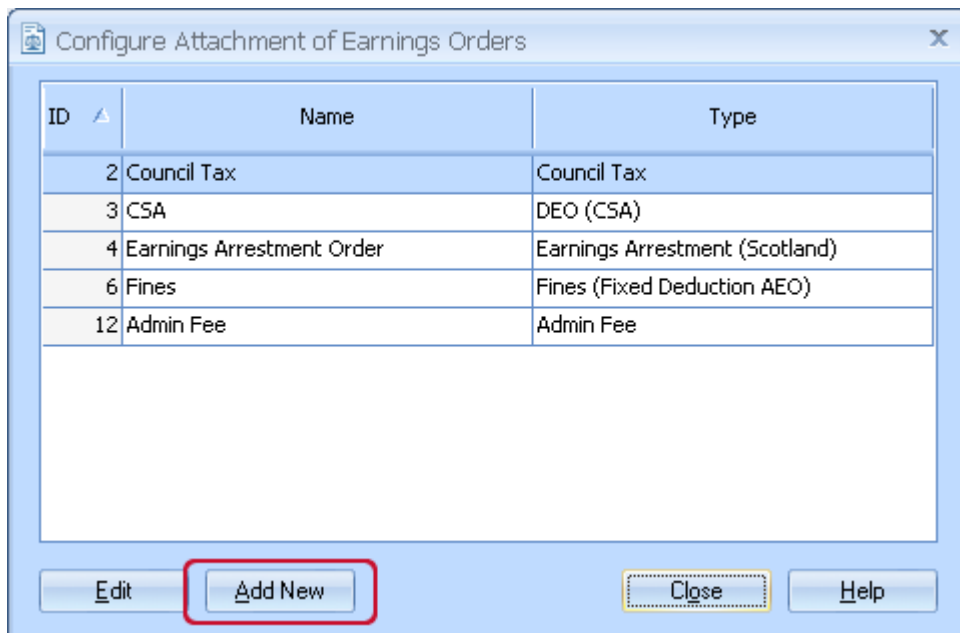 Configure Attachment of Earnings Orders
ID Name Type
2 Council Tax Council Tax
3 CSA DEO (CSA)
4 Earnings Arrestment Order Earnings Arrestment (Scotland)
6 Fines Fines (Fixed Deduction AEO)
12 Admin Fee Admin Fee
Edit Add New Close Help